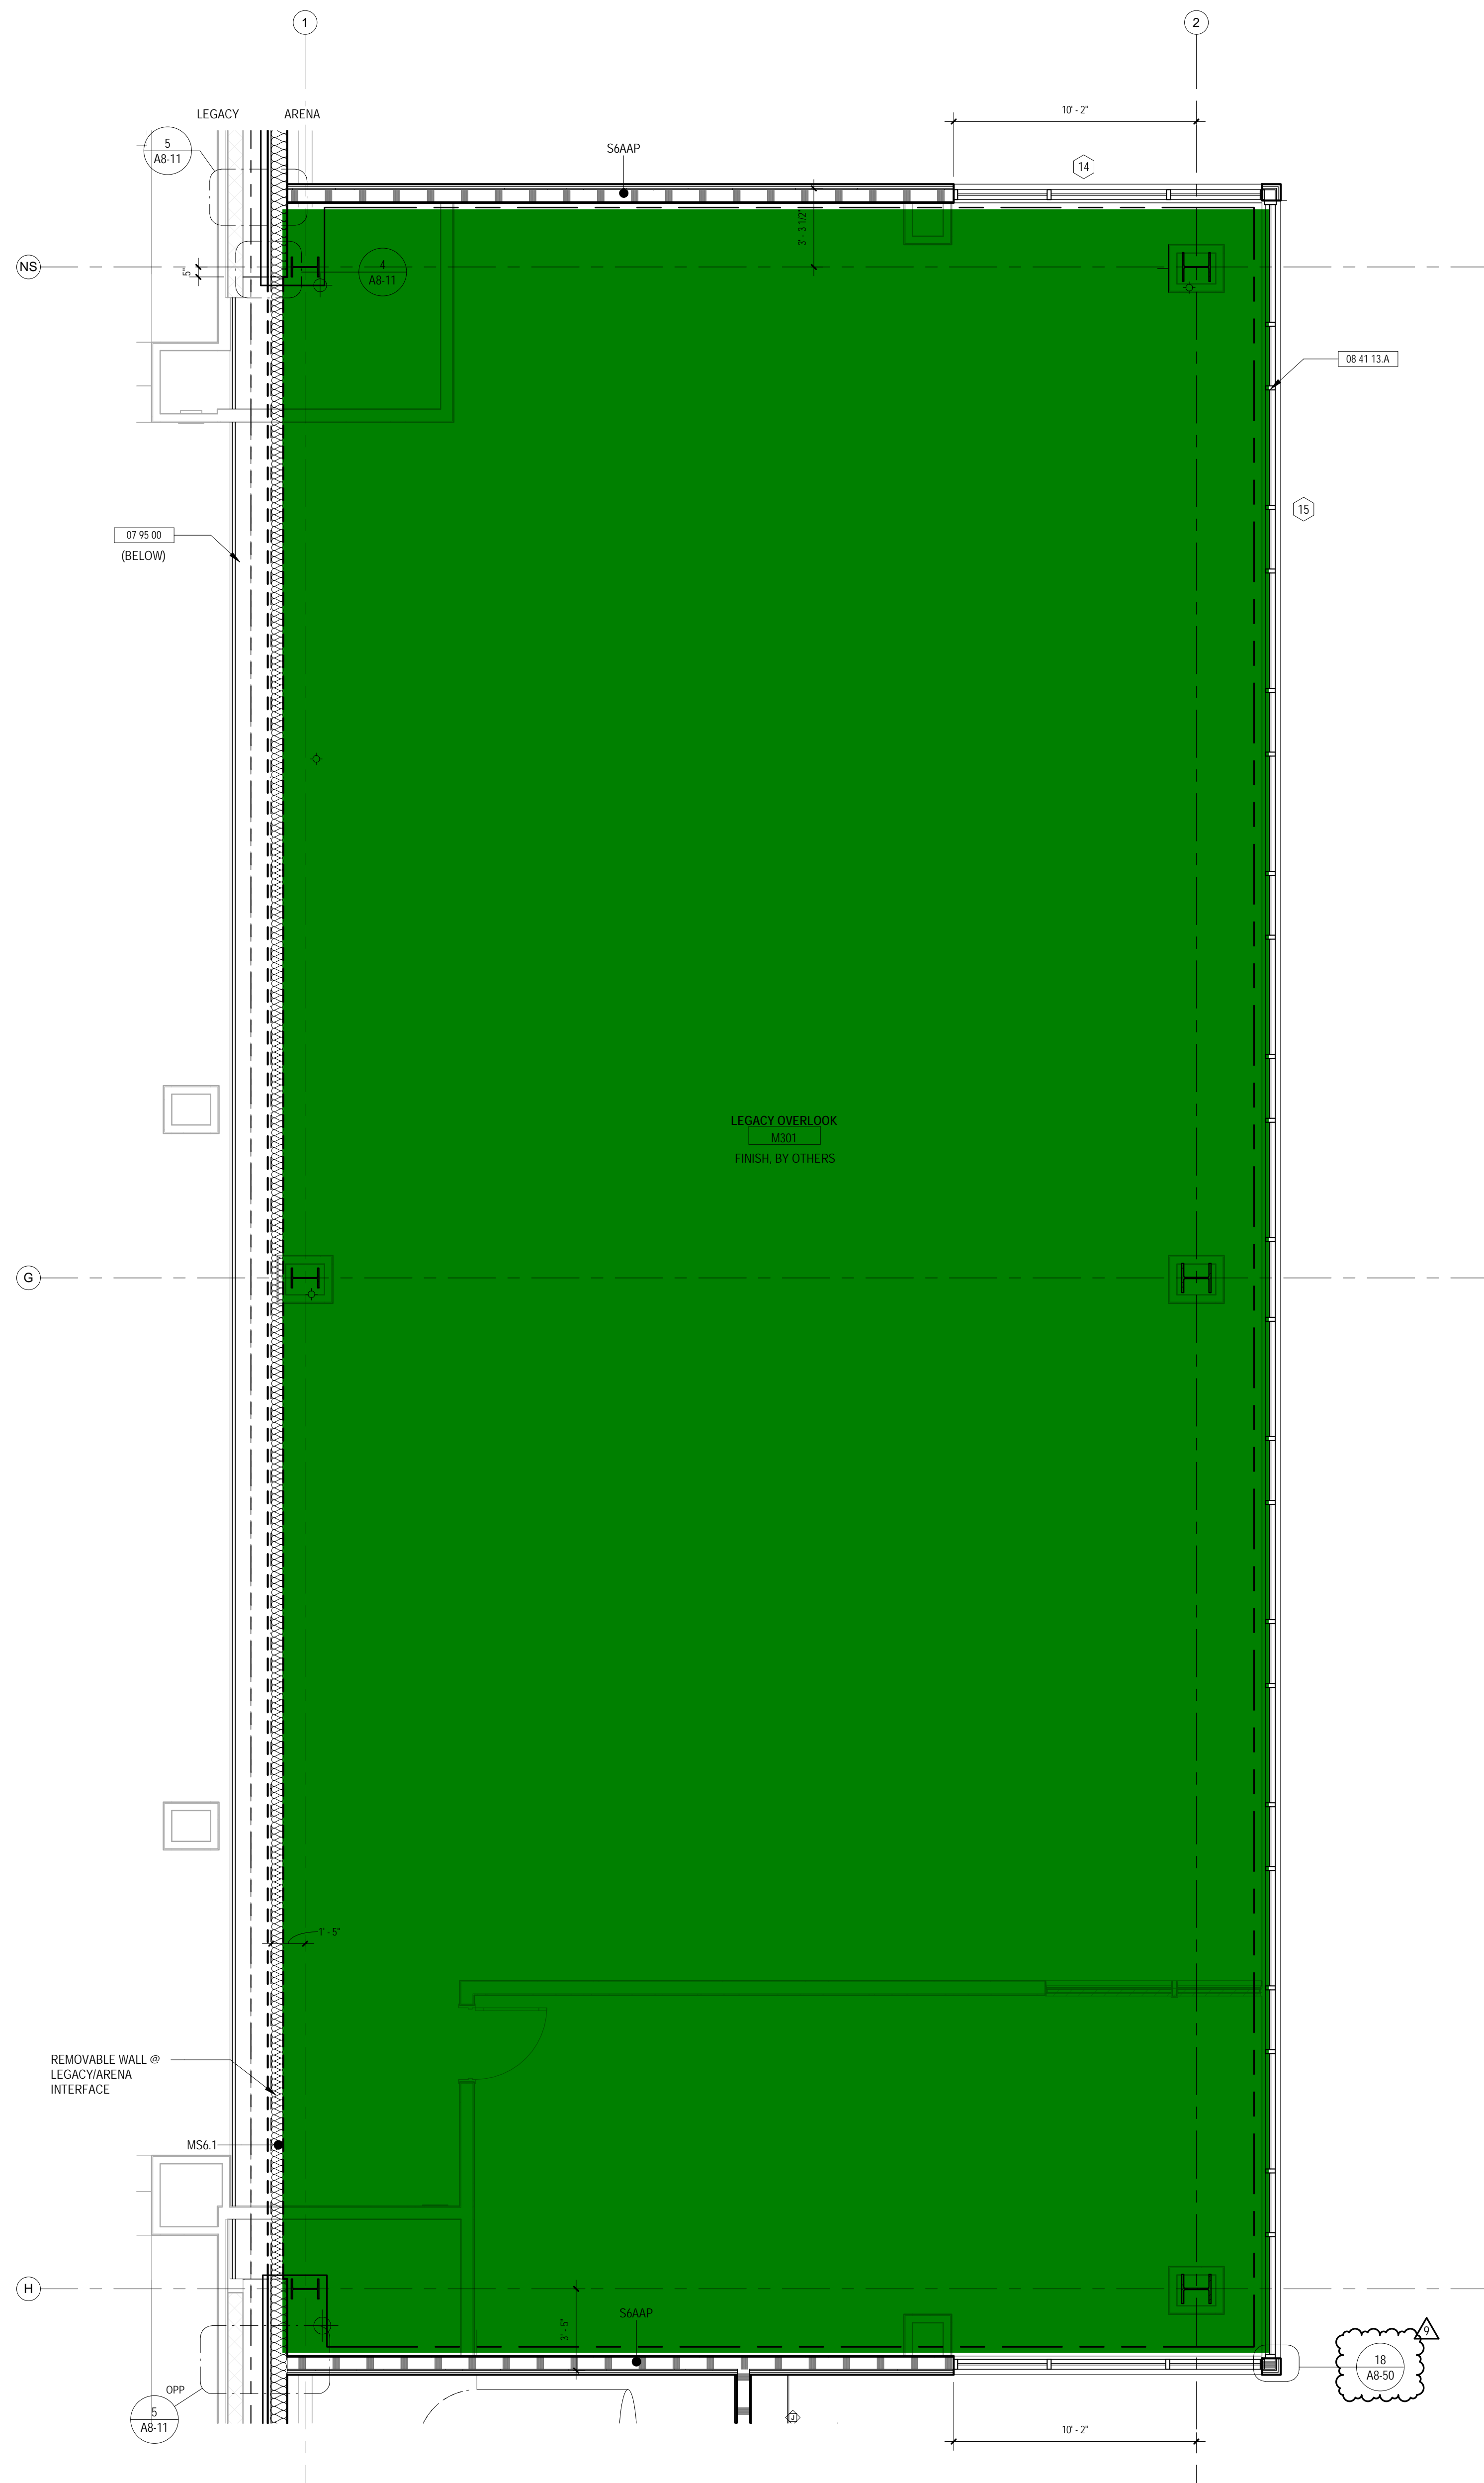 1
2
LEGACY
ARENA
10' - 2"
5
A8-11
S6AAP
14
3' - 3 1/2"
NS
5"
4
A8-11
08 41 13.A
15
07 95 00
(BELOW)
LEGACY OVERLOOK
M301
FINISH, BY OTHERS
G
1' - 5"
REMOVABLE WALL @
LEGACY/ARENA
INTERFACE
MS6.1
H
3' - 5"
S6AAP
9
18
A8-50
OPP
5
A8-11
J
10' - 2"